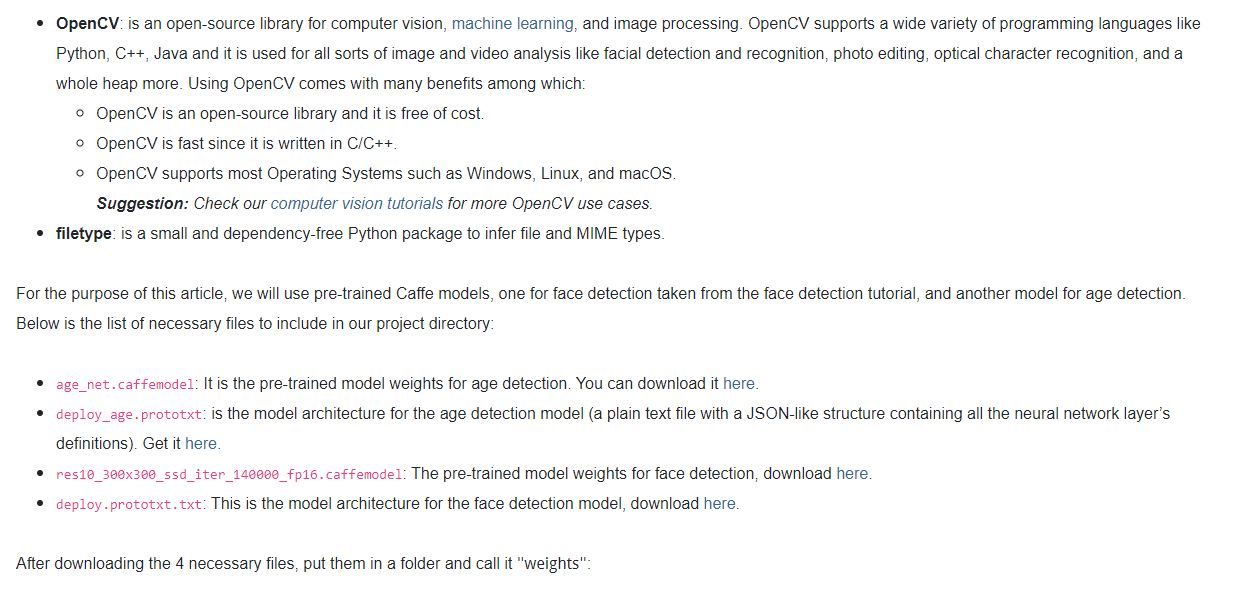 OpenCV: is an open-source library for computer vision, machine learning, and image processing. OpenCV supports a wide variety of programming languages like
Python, C++, Java and it is used for all sorts of image and video analysis like facial detection and recognition, photo editing, optical character recognition, and a
whole heap more. Using OpenCV comes with many benefits among which:
OpenCV is an open-source library and it is free of cost.
OpenCV is fast since it is written in C/C++.
OpenCV supports most Operating Systems such as Windows, Linux, and macOS.
Suggestion: Check our computer vision tutorials for more OpenCV use cases.
filetype: is a small and dependency-free Python package to infer file and MIME types.
For the purpose of this article, we will use pre-trained Caffe models, one for face detection taken from the face detection tutorial, and another model for age detection.
Below is the list of necessary files to include in our project directory:
age_net.caffemodel: It is the pre-trained model weights for age detection. You can download it here.
deploy_age.prototxt: is the model architecture for the age detection model (a plain text file with a JSON-like structure containing all the neural network layer’s
definitions). Get it here.
res10_300x300_ssd_iter_140000_fp16.caffemodel: The pre-trained model weights for face detection, download here.
deploy.prototxt.txt: This is the model architecture for the face detection model, download here.
After downloading the 4 necessary files, put them in a folder and call it "weights":